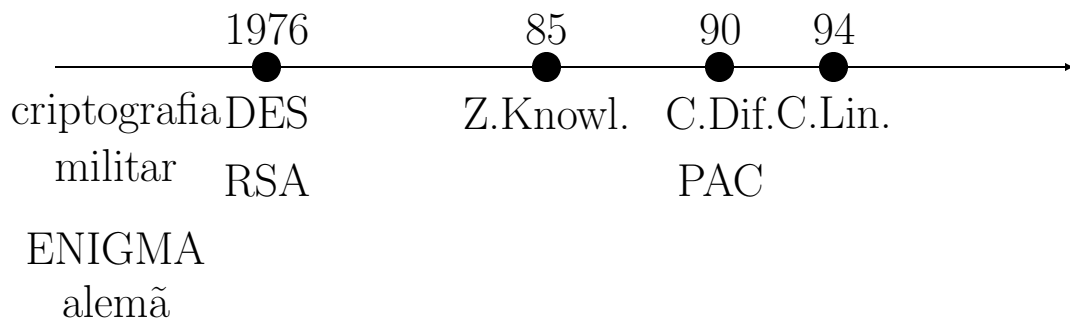 1976 85 90 94
criptografia DES Z.Knowl. C.Dif. C.Lin.
militar RSA PAC
ENIGMA
alemã